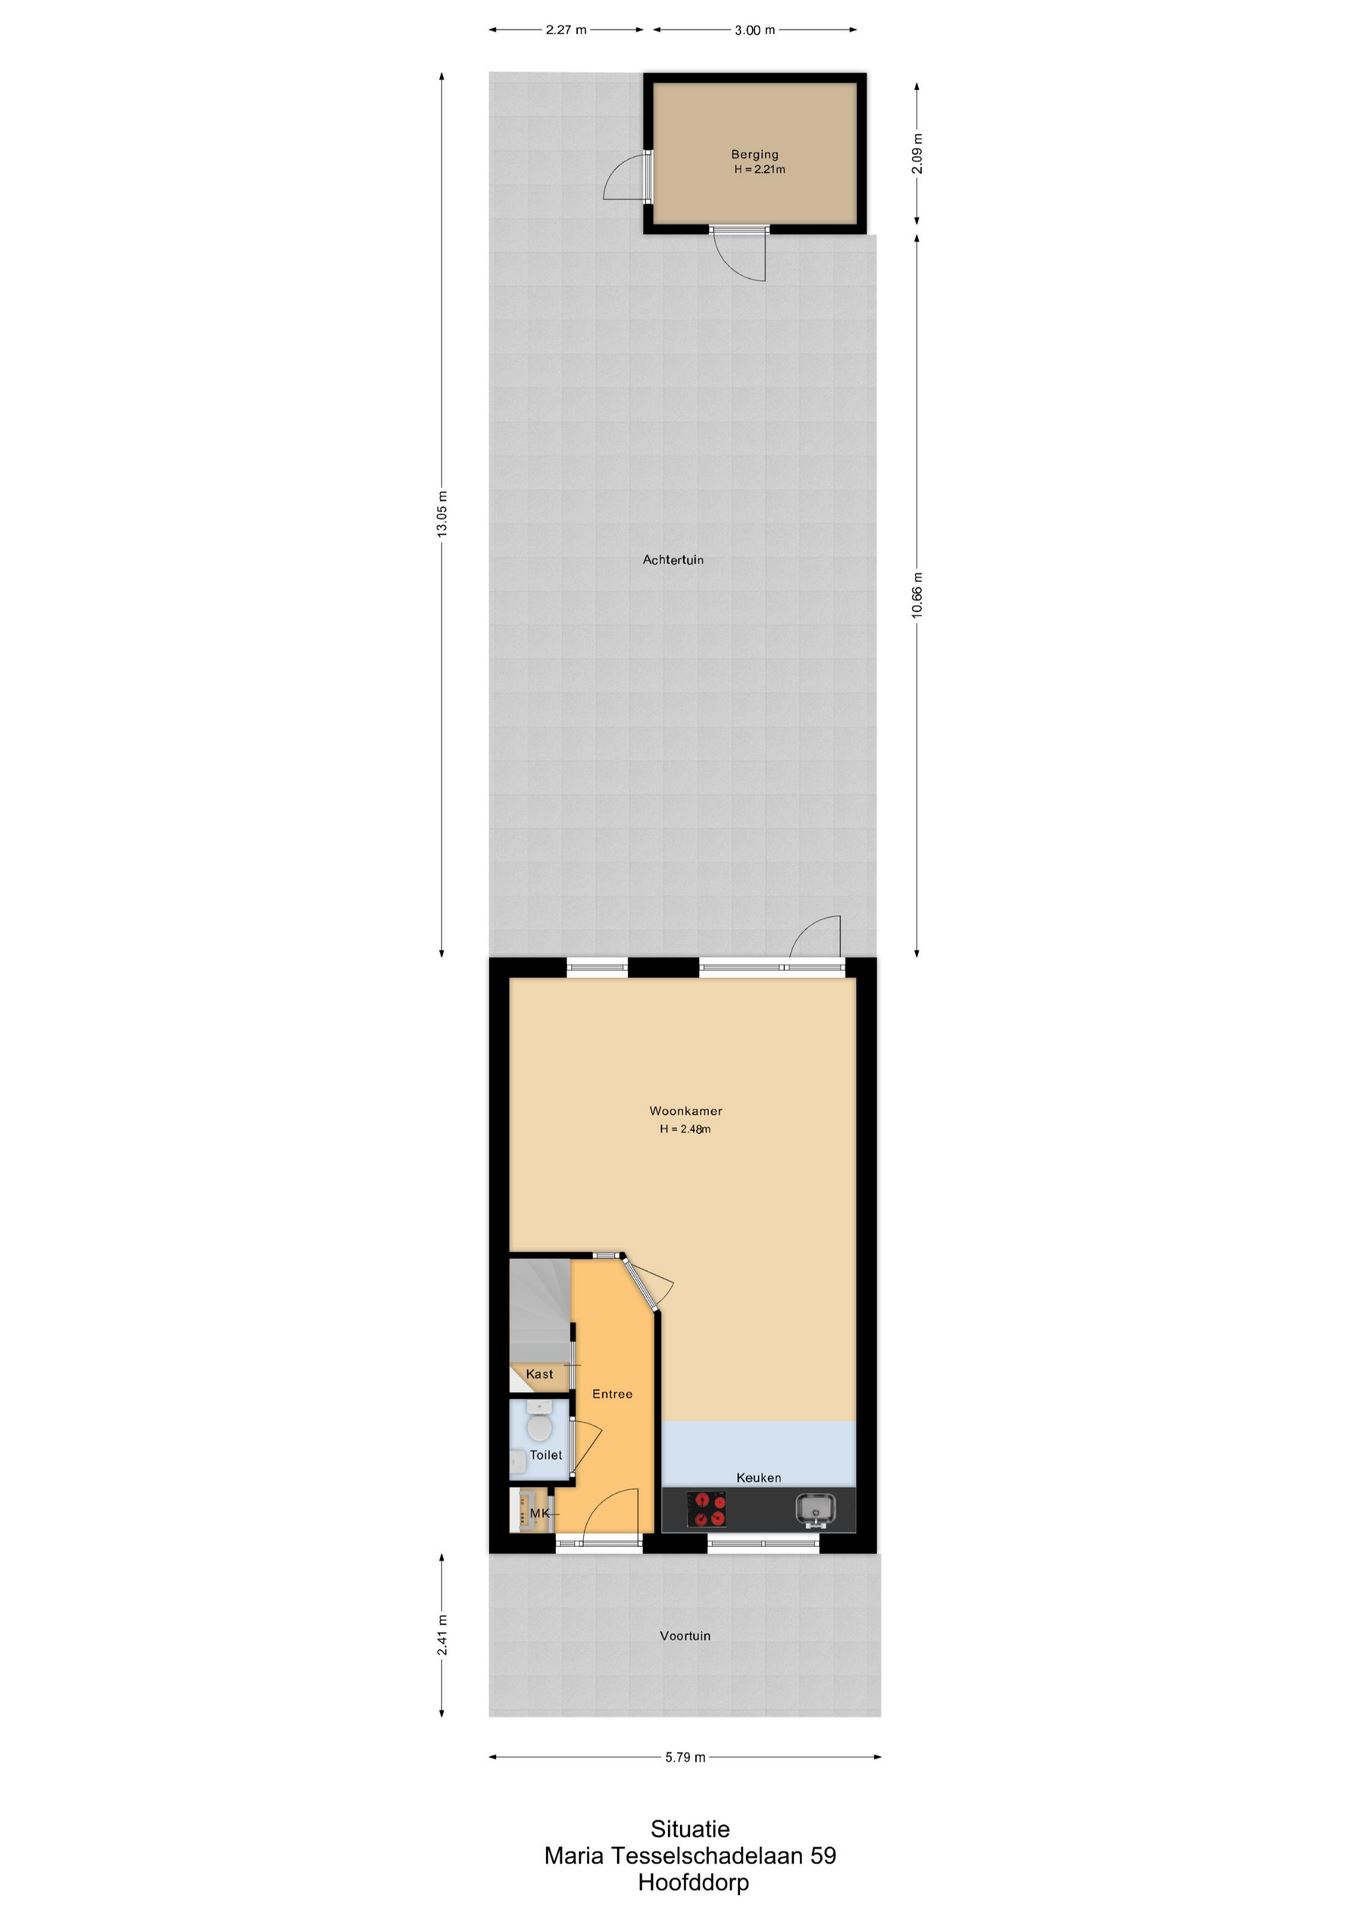 2.27 m
3.00 m
Berging
H = 2.21m
2.09 m
13.05 m
Achtertuin
10.66 m
Woonkamer
H = 2.48m
Kast
Entree
Toilet
Keuken
MK
2.41 m
Voortuin
5.79 m
Situatie
Maria Tesselschadelaan 59
Hoofddorp